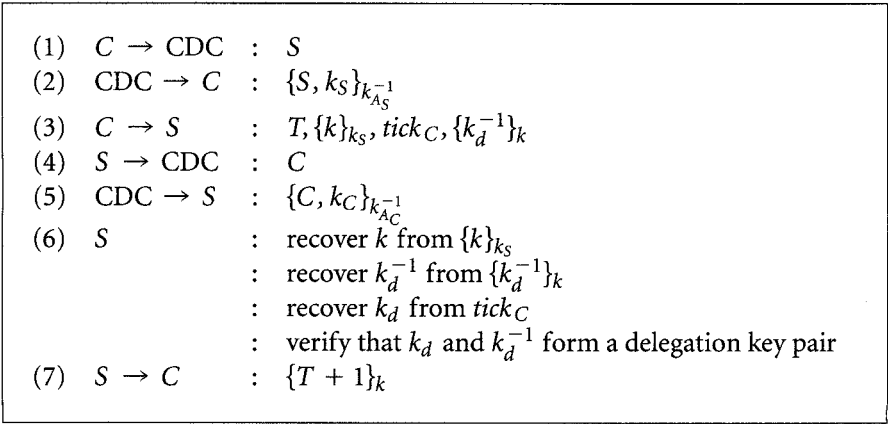 (1) C → CDC : S
(2) CDC → C : {S, k_S}_{k_{A_S}^{-1}}
(3) C → S : T, {k}_{k_S}, tick_C, {k_d^{-1}}_k
(4) S → CDC : C
(5) CDC → S : {C, k_C}_{k_{A_C}^{-1}}
(6) S : recover k from {k}_{k_S}
: recover k_d^{-1} from {k_d^{-1}}_k
: recover k_d from tick_C
: verify that k_d and k_d^{-1} form a delegation key pair
(7) S → C : {T + 1}_k